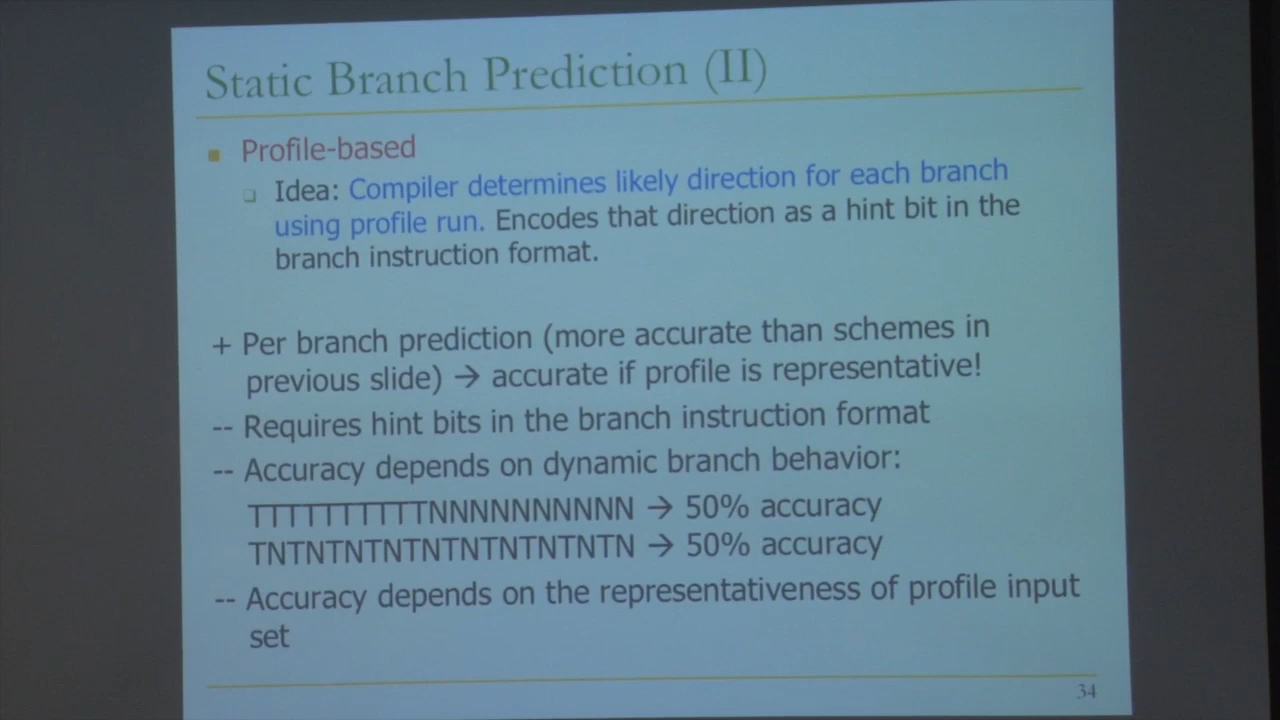 Static Branch Prediction (II)
Profile-based
Idea: Compiler determines likely direction for each branch
using profile run. Encodes that direction as a hint bit in the
branch instruction format.
+ Per branch prediction (more accurate than schemes in
previous slide) → accurate if profile is representative!
-- Requires hint bits in the branch instruction format
-- Accuracy depends on dynamic branch behavior:
TTTTTTTTTTNNNNNNNNNN → 50% accuracy
TNTNTNTNTNTNTNTNTNTN → 50% accuracy
-- Accuracy depends on the representativeness of profile input
set
34